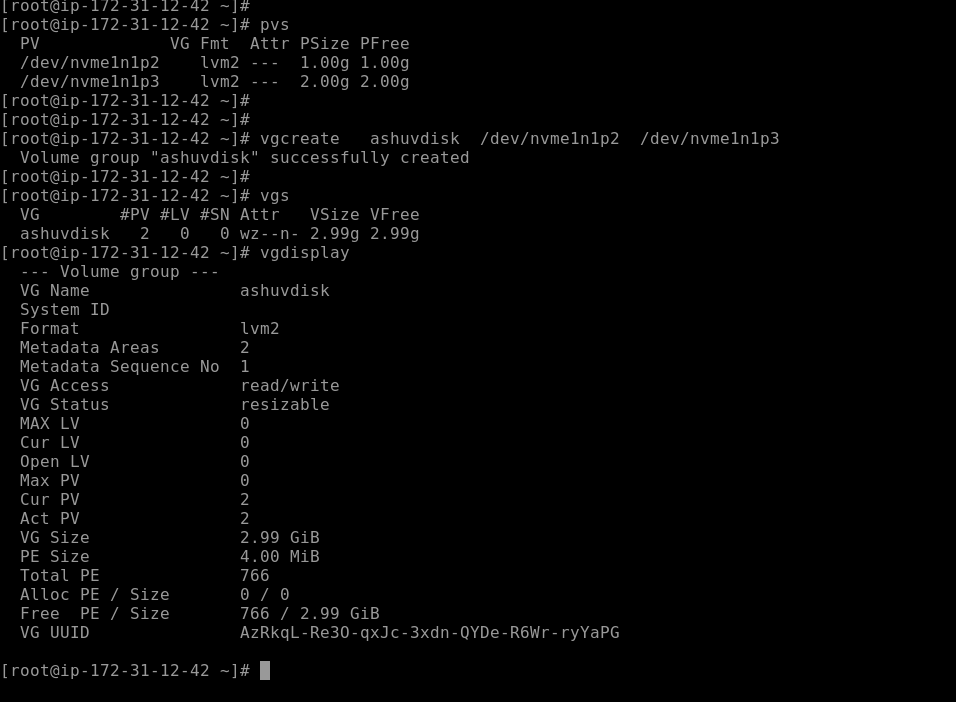 [root@ip-172-31-12-42 ~]#
[root@ip-172-31-12-42 ~]# pvs
  PV             VG Fmt  Attr PSize PFree
  /dev/nvme1n1p2    lvm2 ---  1.00g 1.00g
  /dev/nvme1n1p3    lvm2 ---  2.00g 2.00g
[root@ip-172-31-12-42 ~]#
[root@ip-172-31-12-42 ~]#
[root@ip-172-31-12-42 ~]# vgcreate   ashuvdisk  /dev/nvme1n1p2  /dev/nvme1n1p3
  Volume group "ashuvdisk" successfully created
[root@ip-172-31-12-42 ~]#
[root@ip-172-31-12-42 ~]# vgs
  VG        #PV #LV #SN Attr   VSize VFree
  ashuvdisk   2   0   0 wz--n- 2.99g 2.99g
[root@ip-172-31-12-42 ~]# vgdisplay
  --- Volume group ---
  VG Name               ashuvdisk
  System ID
  Format                lvm2
  Metadata Areas        2
  Metadata Sequence No  1
  VG Access             read/write
  VG Status             resizable
  MAX LV                0
  Cur LV                0
  Open LV               0
  Max PV                0
  Cur PV                2
  Act PV                2
  VG Size               2.99 GiB
  PE Size               4.00 MiB
  Total PE              766
  Alloc PE / Size       0 / 0
  Free  PE / Size       766 / 2.99 GiB
  VG UUID               AzRkqL-Re3O-qxJc-3xdn-QYDe-R6Wr-ryYaPG
[root@ip-172-31-12-42 ~]#